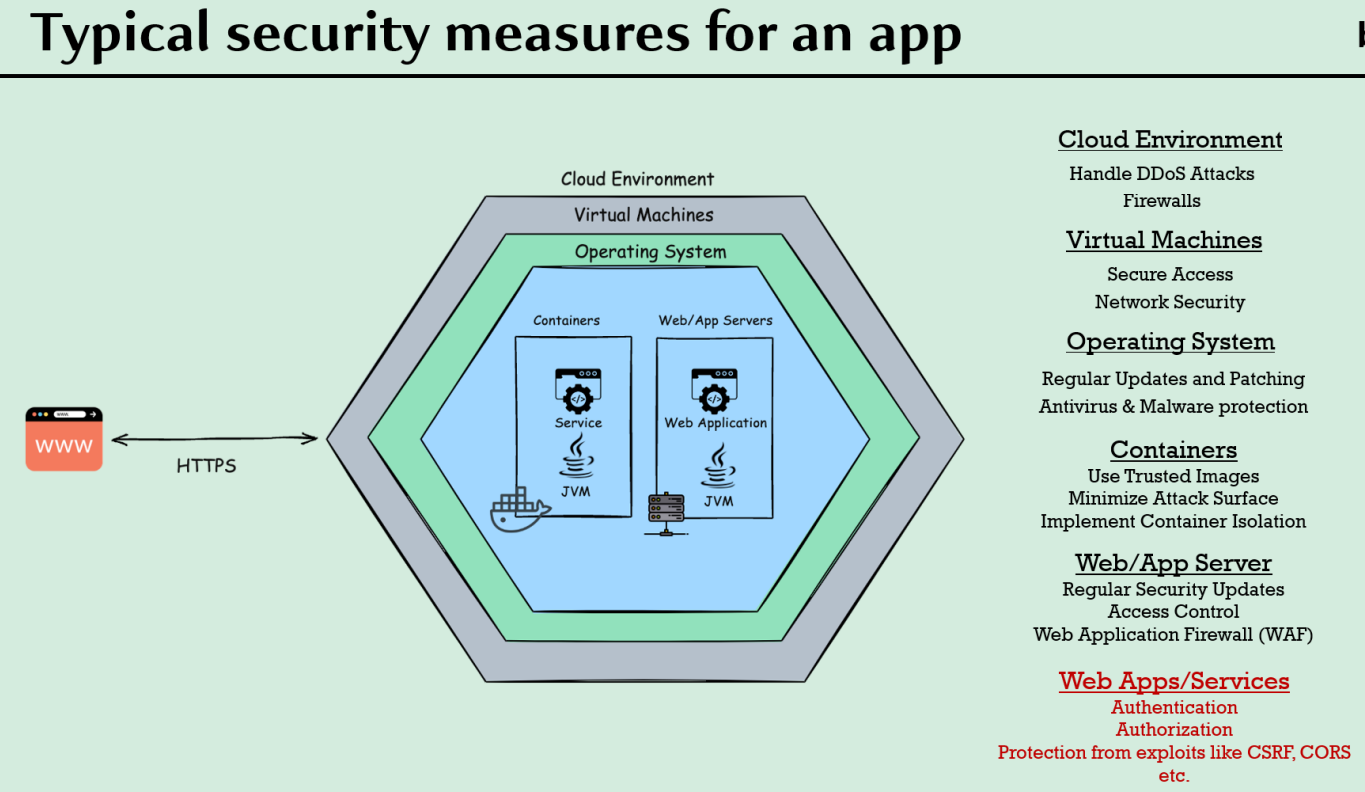 Typical security measures for an app
Cloud Environment
Virtual Machines
Operating System
Containers
Web/App Servers
Service
Web Application
JVM
JVM
www
WWW
HTTPS
Cloud Environment
Handle DDoS Attacks
Firewalls
Virtual Machines
Secure Access
Network Security
Operating System
Regular Updates and Patching
Antivirus & Malware protection
Containers
Use Trusted Images
Minimize Attack Surface
Implement Container Isolation
Web/App Server
Regular Security Updates
Access Control
Web Application Firewall (WAF)
Web Apps/Services
Authentication
Authorization
Protection from exploits like CSRF, CORS
etc.